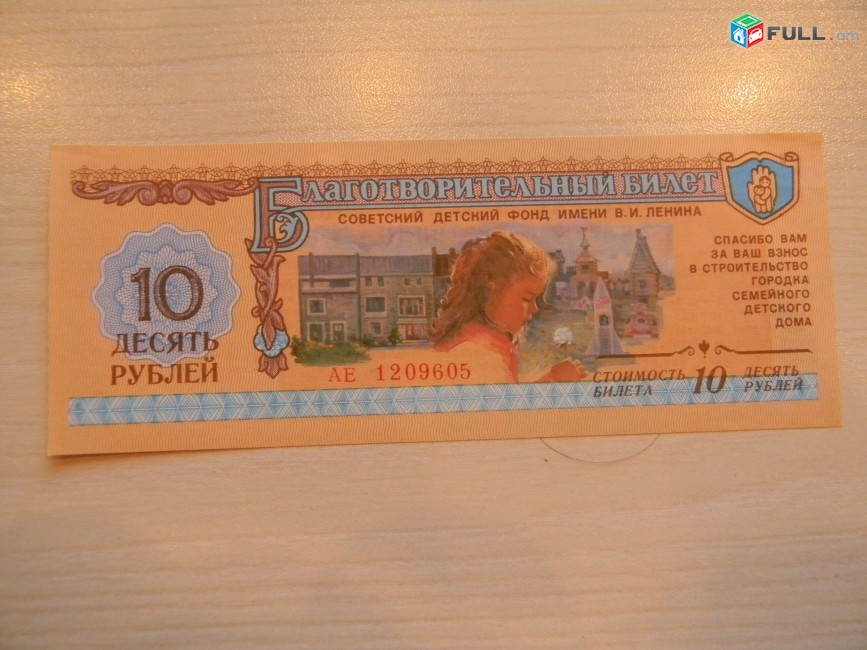 FULL.am
Благотворительный билет
СОВЕТСКИЙ ДЕТСКИЙ ФОНД ИМЕНИ В.И. ЛЕНИНА
СПАСИБО ВАМ
ЗА ВАШ ВЗНОС
В СТРОИТЕЛЬСТВО
ГОРОДКА
СЕМЕЙНОГО
ДЕТСКОГО
ДОМА
10
ДЕСЯТЬ
РУБЛЕЙ
АЕ 1209605
СТОИМОСТЬ
БИЛЕТА
10
ДЕСЯТЬ
РУБЛЕЙ